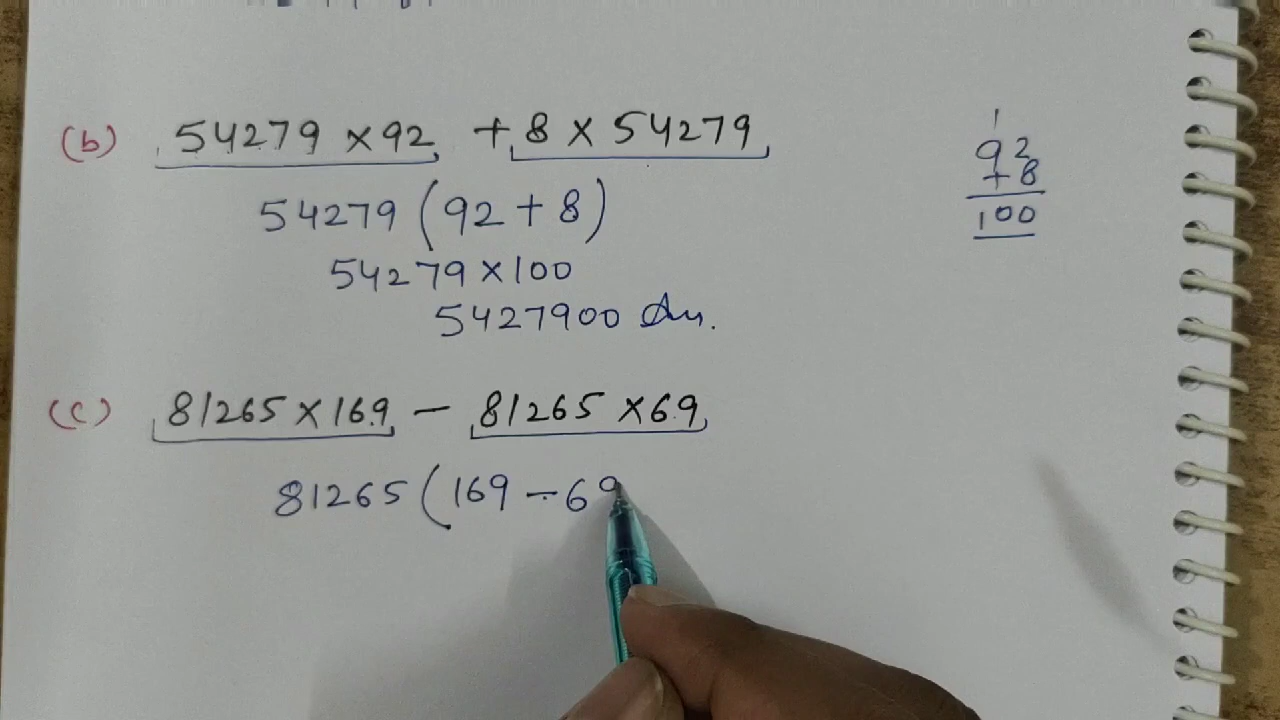 (b) 54279 × 92 + 8 × 54279
54279 (92 + 8)
54279 × 100
5427900 Ans.
1
92
+8
100
(c) 81265 × 169 - 81265 × 69
81265 (169 - 69